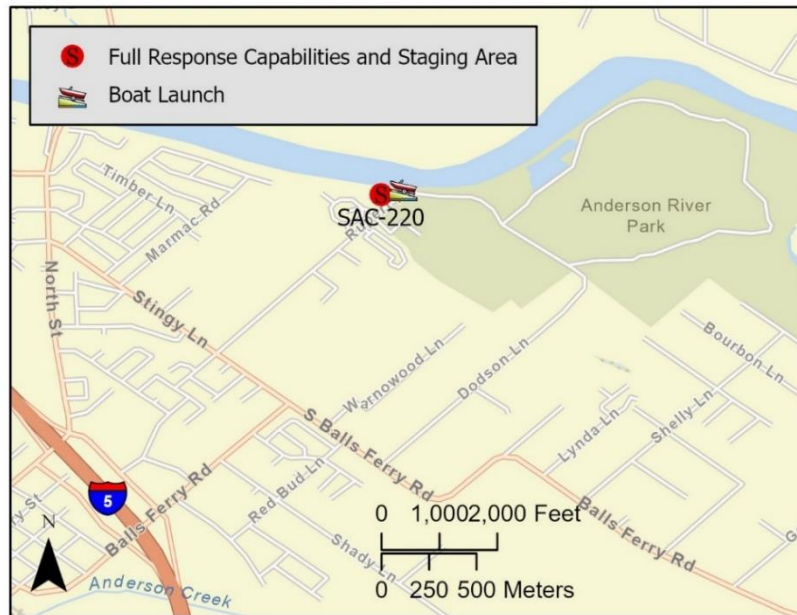 S Full Response Capabilities and Staging Area
Boat Launch
Timber Ln
Marmac Rd
S
SAC-220
Anderson River
Park
North St
Stingy Ln
Warnowood Ln
Dodson Ln
Bourbon Ln
Lynda Ln
Shelly Ln
S Balls Ferry Rd
Red Bud Ln
Balls Ferry Rd
Balls Ferry Rd
Shady Ln
5
N
Anderson Creek
0 1,000 2,000 Feet
0 250 500 Meters